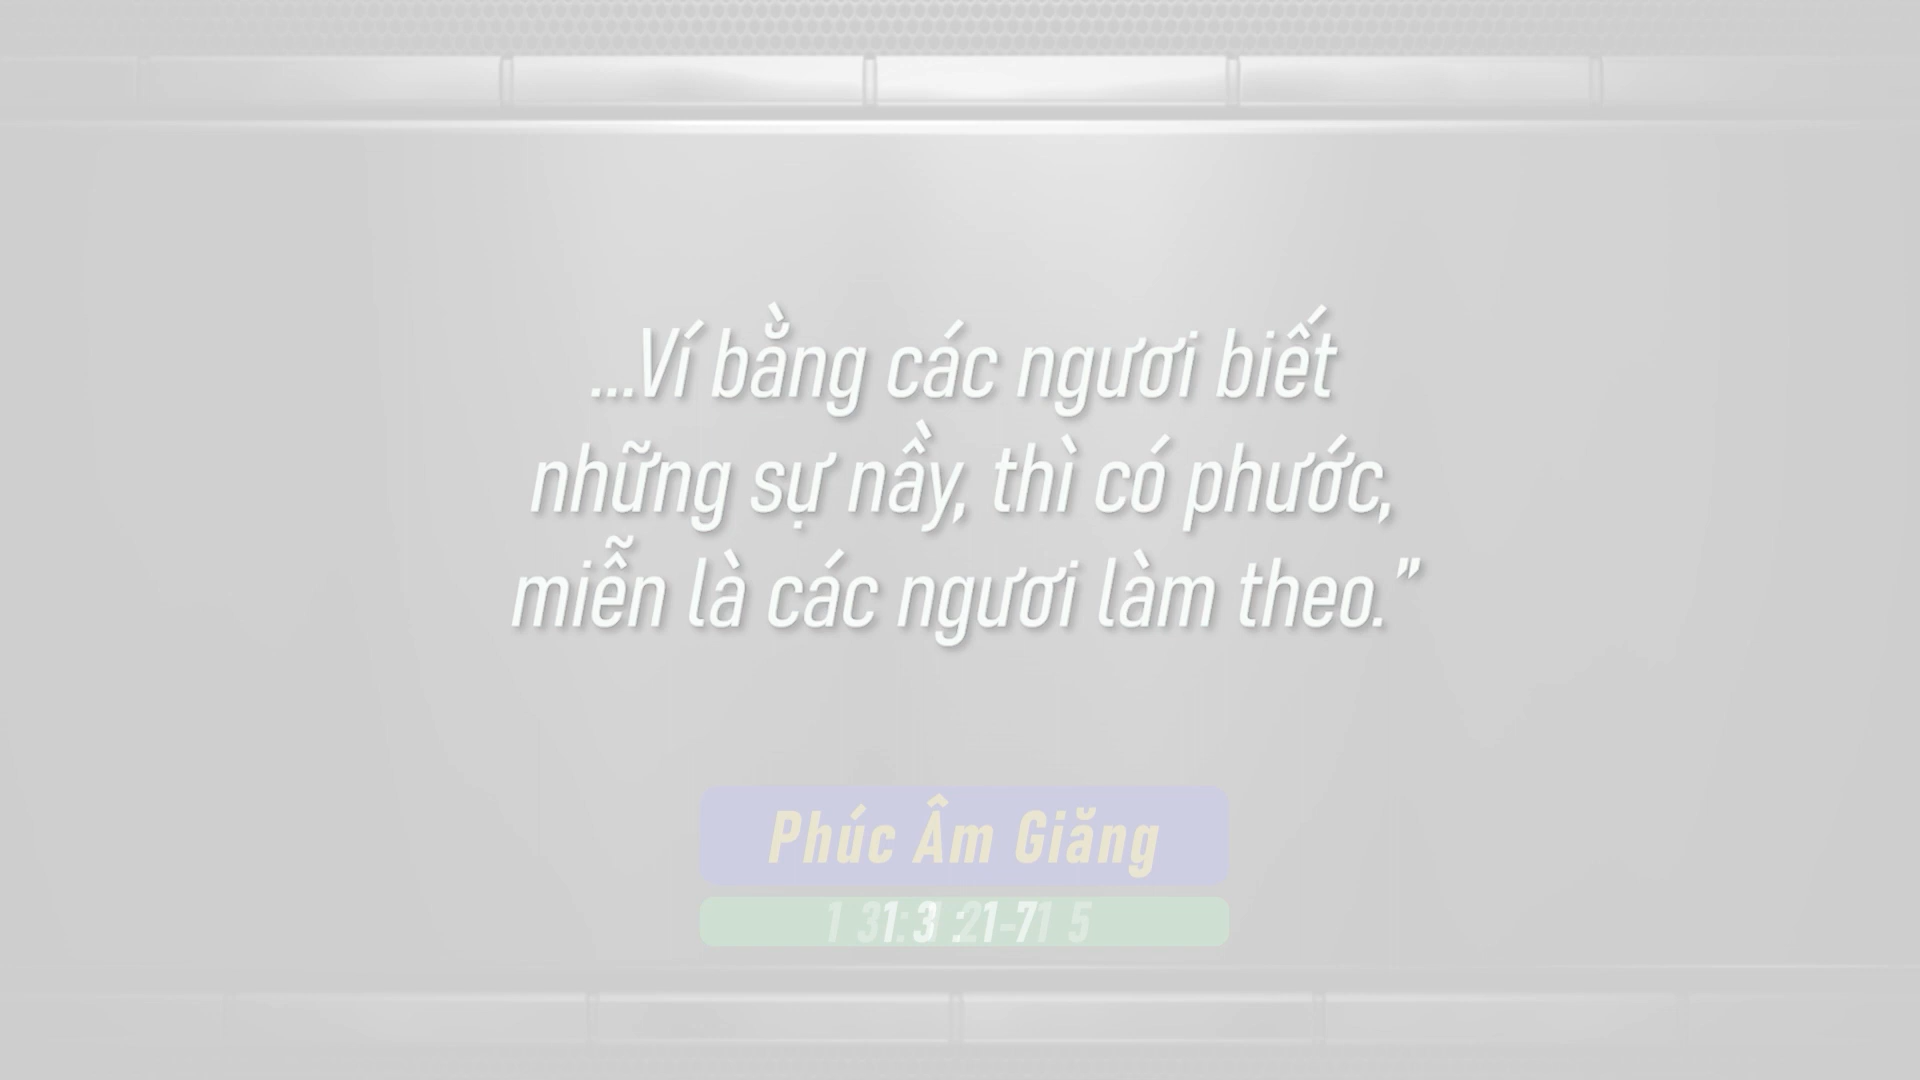 ...Ví bằng các ngươi biết
những sự nầy, thì có phước,
miễn là các ngươi làm theo.”
Phúc Âm Giăng